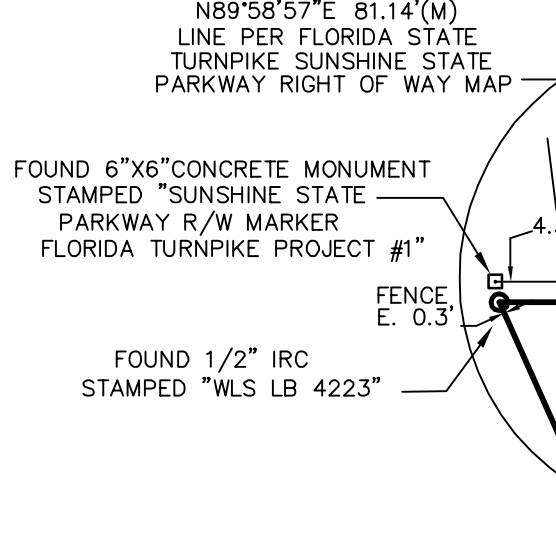 N89°58'57"E 81.14'(M)
LINE PER FLORIDA STATE
TURNPIKE SUNSHINE STATE
PARKWAY RIGHT OF WAY MAP
FOUND 6"X6"CONCRETE MONUMENT
STAMPED "SUNSHINE STATE
PARKWAY R/W MARKER
FLORIDA TURNPIKE PROJECT #1"
FENCE
E. 0.3'
FOUND 1/2" IRC
STAMPED "WLS LB 4223"